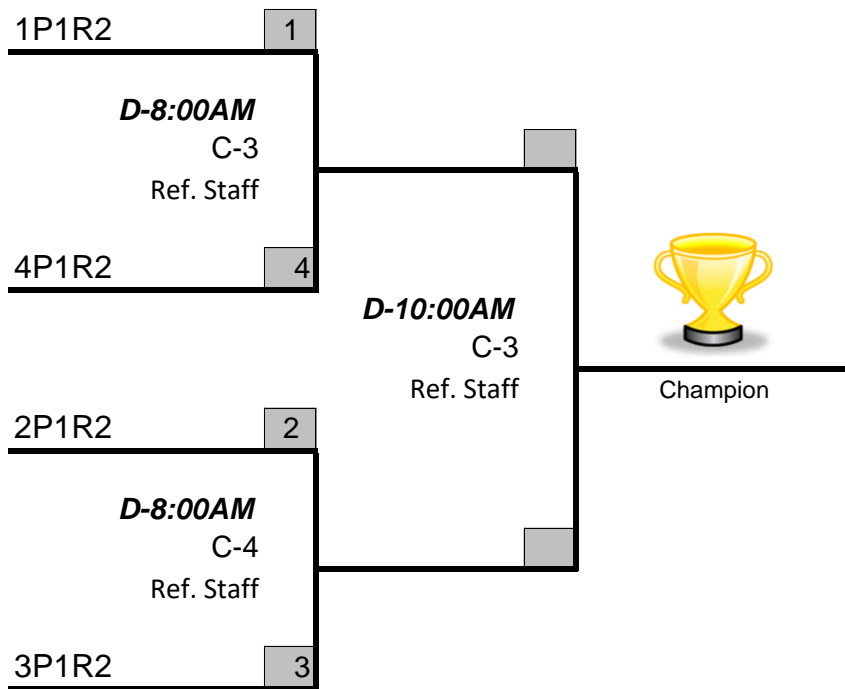 1P1R2 1
D-8:00AM
C-3
Ref. Staff
4P1R2 4
D-10:00AM
C-3
Ref. Staff
Champion
2P1R2 2
D-8:00AM
C-4
Ref. Staff
3P1R2 3